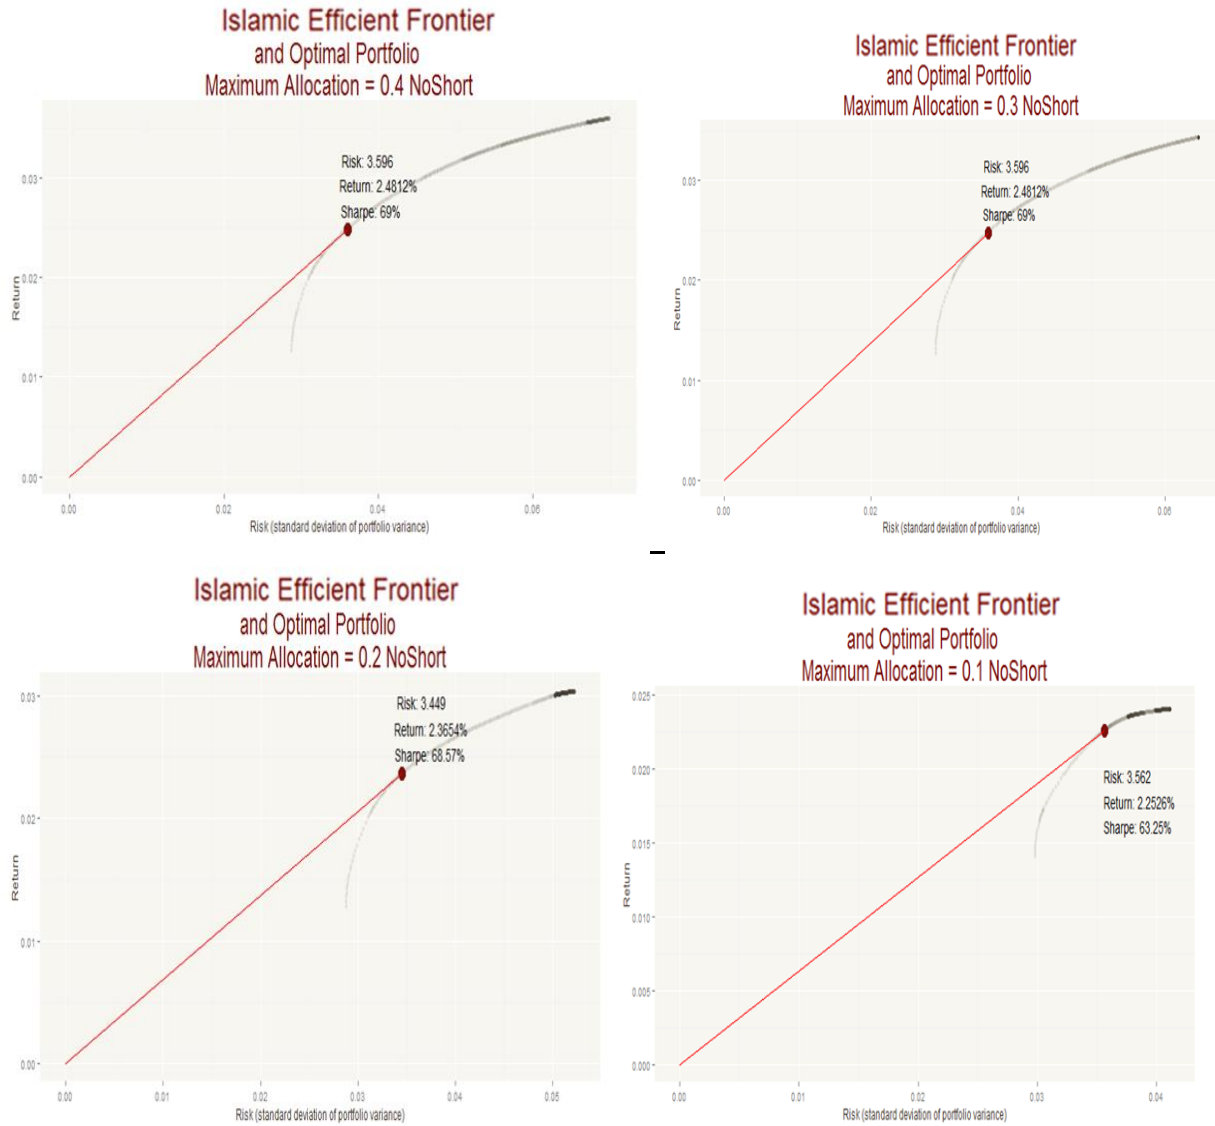 Islamic Efficient Frontier
and Optimal Portfolio
Maximum Allocation = 0.4 NoShort
Risk: 3.596
Return: 2.4812%
Sharpe: 69%
0.03
0.02
0.01
0.00
Return
0.00 0.02 0.04 0.06
Risk (standard deviation of portfolio variance)
Islamic Efficient Frontier
and Optimal Portfolio
Maximum Allocation = 0.3 NoShort
Risk: 3.596
Return: 2.4812%
Sharpe: 69%
0.03
0.02
0.01
0.00
Return
0.00 0.02 0.04 0.06
Risk (standard deviation of portfolio variance)
Islamic Efficient Frontier
and Optimal Portfolio
Maximum Allocation = 0.2 NoShort
Risk: 3.449
Return: 2.3654%
Sharpe: 68.57%
0.03
0.02
0.01
0.00
Return
0.00 0.01 0.02 0.03 0.04 0.05
Risk (standard deviation of portfolio variance)
Islamic Efficient Frontier
and Optimal Portfolio
Maximum Allocation = 0.1 NoShort
Risk: 3.562
Return: 2.2526%
Sharpe: 63.25%
0.025
0.020
0.015
0.010
0.005
0.000
Return
0.00 0.01 0.02 0.03 0.04
Risk (standard deviation of portfolio variance)